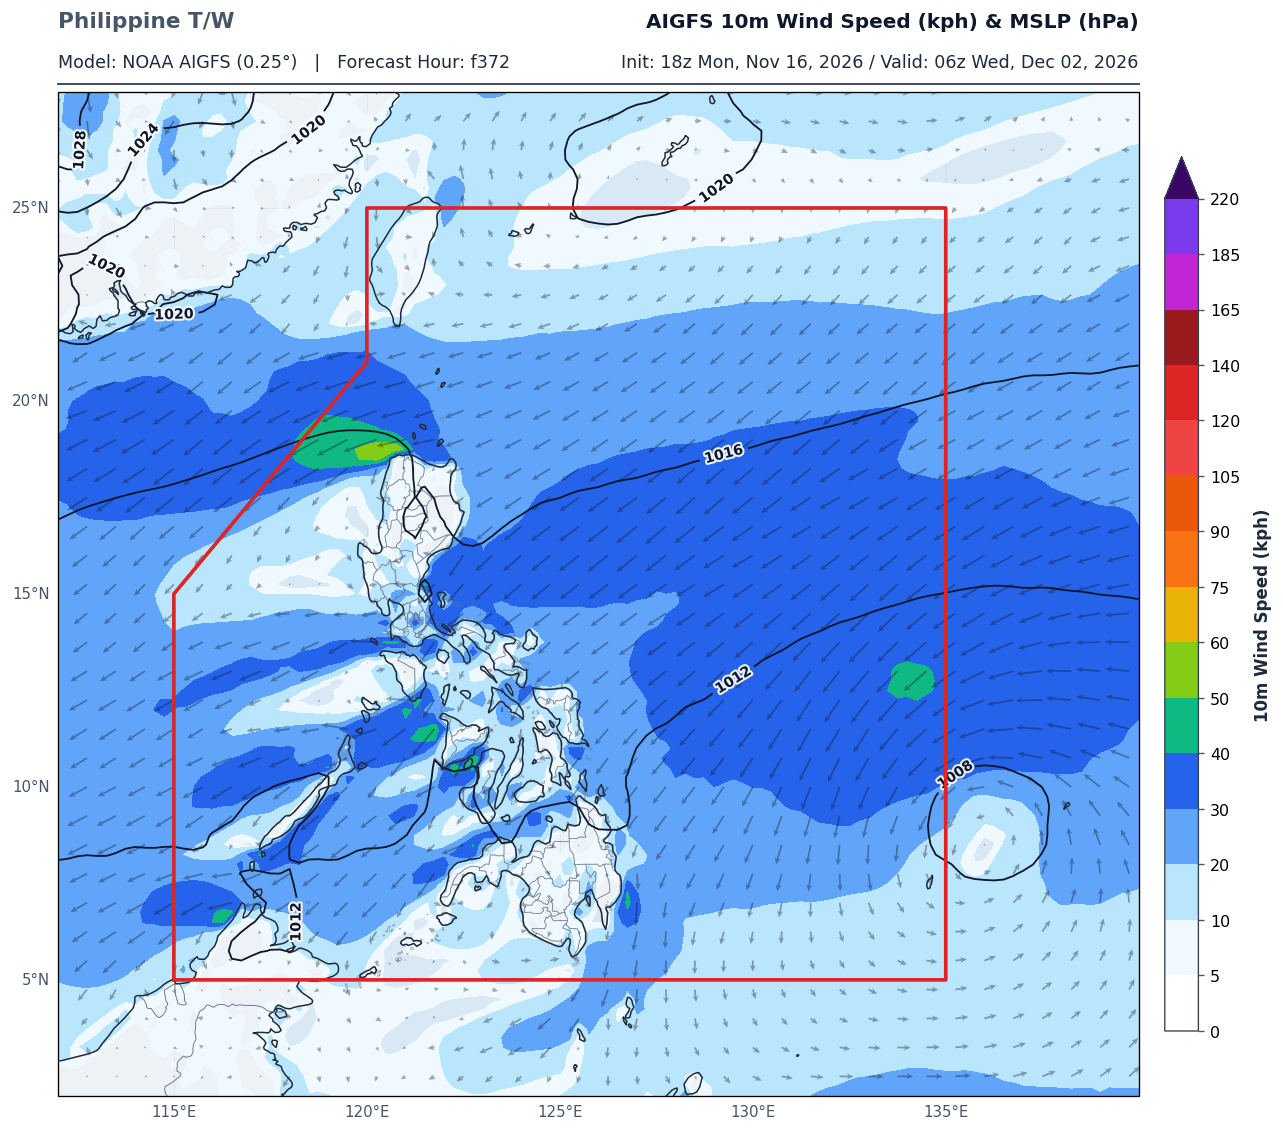 Philippine T/W
AIGFS 10m Wind Speed (kph) & MSLP (hPa)
Model: NOAA AIGFS (0.25°) | Forecast Hour: f372
Init: 18z Mon, Nov 16, 2026 / Valid: 06z Wed, Dec 02, 2026
1028
1024
1020
1020
1020
1020
1016
1012
1008
1012
25°N
20°N
15°N
10°N
5°N
115°E
120°E
125°E
130°E
135°E
220
185
165
140
120
105
90
75
60
50
40
30
20
10
5
0
10m Wind Speed (kph)